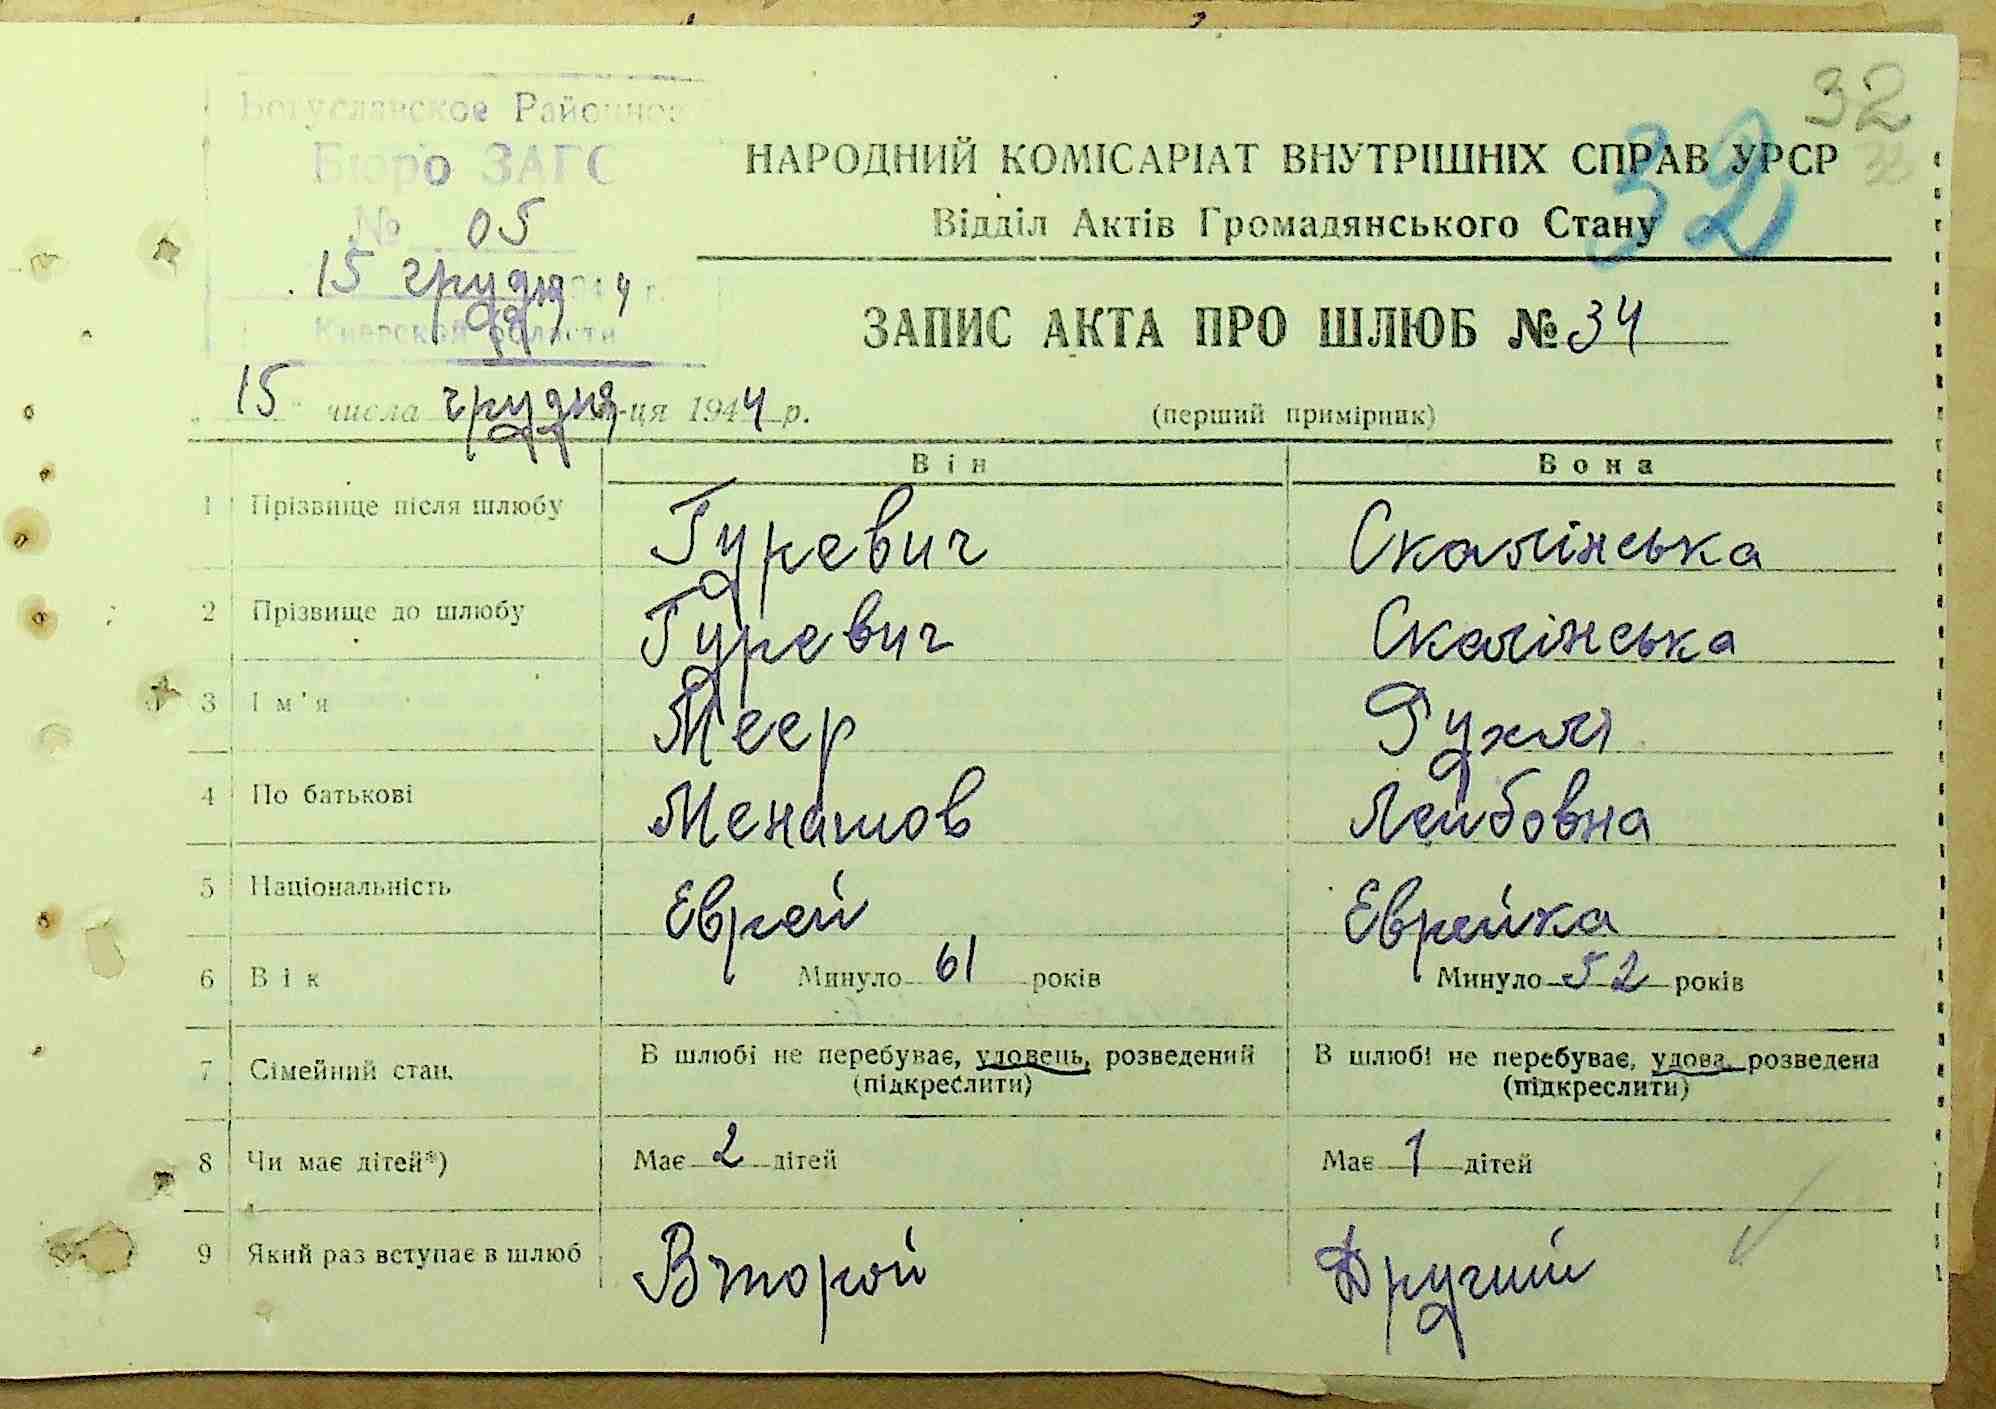 32
32
33
Богуславское Районное
Бюро ЗАГС
№ 05
15 грудня 1944 г.
Киевской области
НАРОДНИЙ КОМІСАРІАТ ВНУТРІШНІХ СПРАВ УРСР
Відділ Актів Громадянського Стану
ЗАПИС АКТА ПРО ШЛЮБ № 34
„15" числа грудня м-ця 1944 р. (перший примірник)
Він Вона
1 Прізвище після шлюбу Гуревич Скалінська
2 Прізвище до шлюбу Гуревич Скалінська
3 Ім'я Меер Рухля
4 По батькові Менашов Лейбовна
5 Національність Еврей Еврейка
6 Вік Минуло 61 років Минуло 52 років
7 Сімейний стан. В шлюбі не перебуває, удовець, розведений В шлюбі не перебуває, удова, розведена
(підкреслити) (підкреслити)
8 Чи має дітей*) Має 2 дітей Має 1 дітей
9 Який раз вступає в шлюб Второй Другий